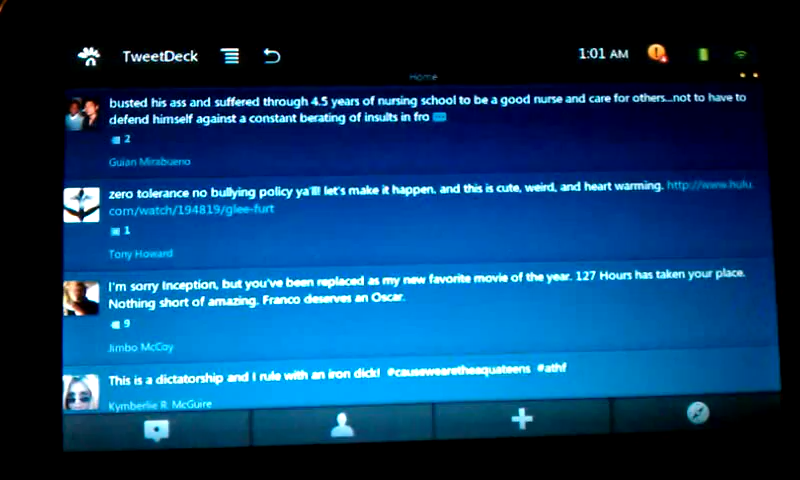 TweetDeck 1:01 AM
Home
busted his ass and suffered through 4.5 years of nursing school to be a good nurse and care for others...not to have to
defend himself against a constant berating of insults in fro
2
Guian Mirabueno
zero tolerance no bullying policy ya'll! let's make it happen. and this is cute, weird, and heart warming. http://www.hulu.
com/watch/194819/glee-furt
1
Tony Howard
I'm sorry Inception, but you've been replaced as my new favorite movie of the year. 127 Hours has taken your place.
Nothing short of amazing. Franco deserves an Oscar.
9
Jimbo McCoy
This is a dictatorship and I rule with an iron dick! #causewearetheaquateens #athf
Kymberlie R. McGuire